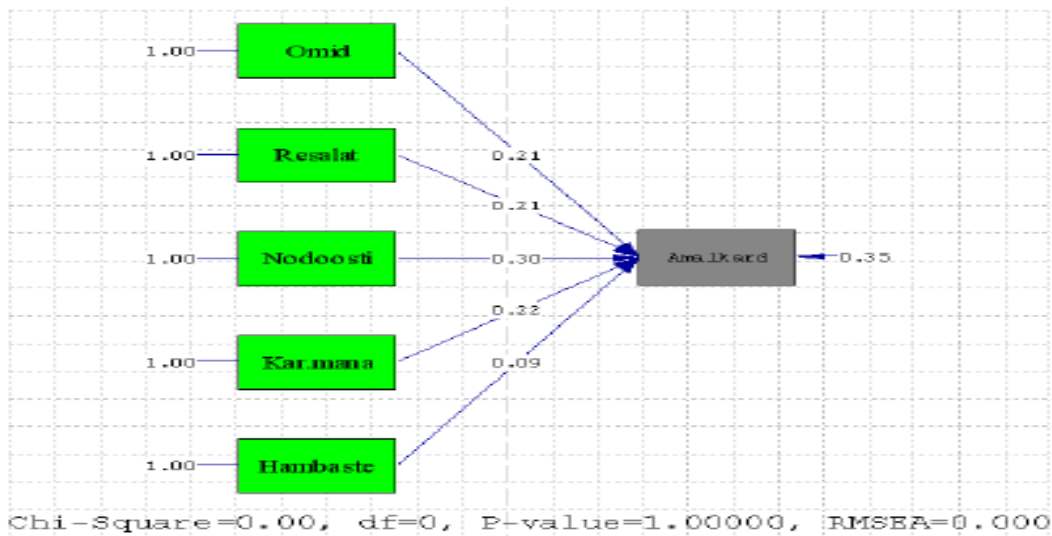 1.00 Omid
1.00 Resalat 0.21
0.21
1.00 Nodoosti 0.30 Amalkard 0.35
0.22
1.00 Kar.mana 0.09
1.00 Hambaste
Chi-Square=0.00, df=0, P-value=1.00000, RMSEA=0.000